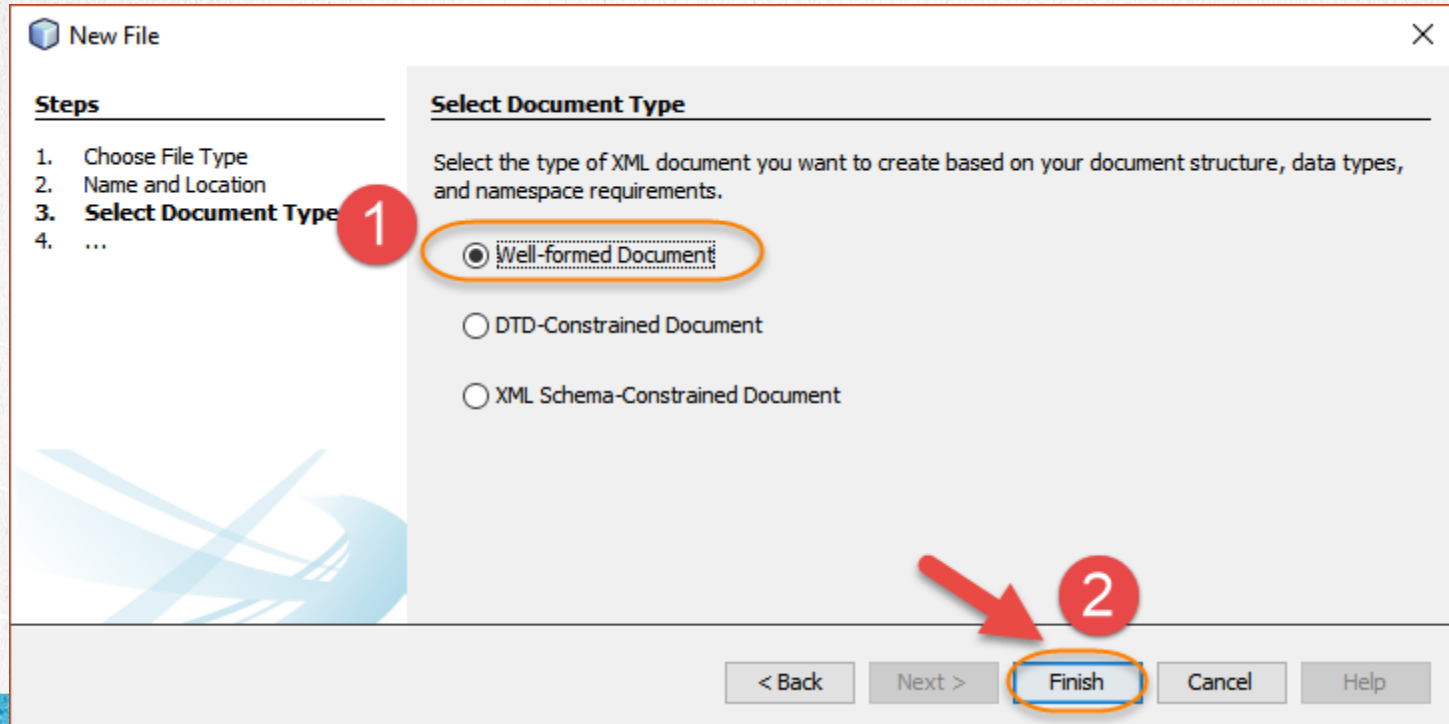 New File
Steps
1. Choose File Type
2. Name and Location
3. Select Document Type
4. ...
1
Select Document Type
Select the type of XML document you want to create based on your document structure, data types,
and namespace requirements.
Well-formed Document
DTD-Constrained Document
XML Schema-Constrained Document
2
< Back Next > Finish Cancel Help